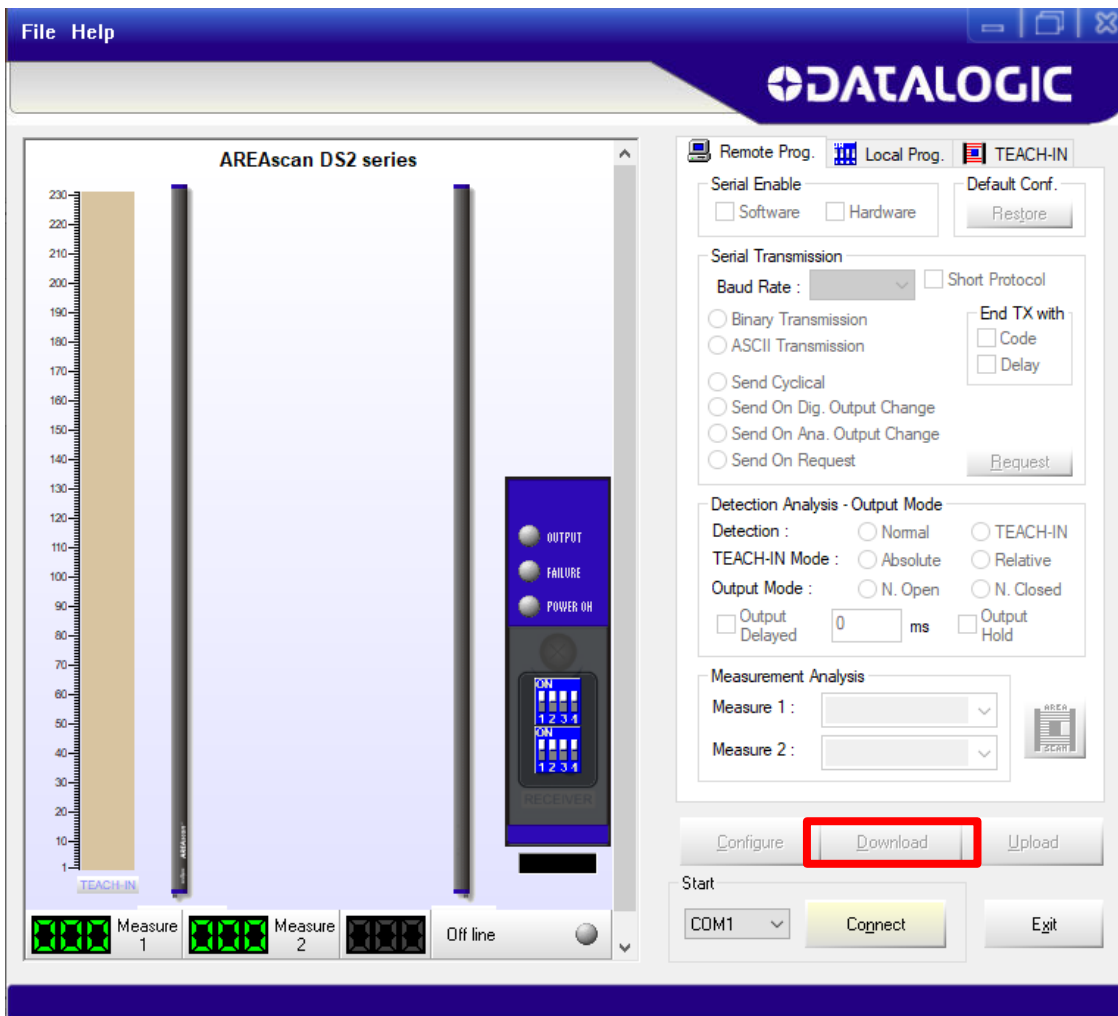 File Help
DATALOGIC
AREAscan DS2 series
230
220
210
200
190
180
170
160
150
140
130
120
110
100
90
80
70
60
50
40
30
20
10
1
TEACH-IN
AREAscan
OUTPUT
FAILURE
POWER ON
ON
1 2 3 4
ON
1 2 3 4
RECEIVER
Measure 1
Measure 2
Off line
Remote Prog.
Local Prog.
TEACH-IN
Serial Enable
Software
Hardware
Default Conf.
Restore
Serial Transmission
Baud Rate :
Short Protocol
Binary Transmission
ASCII Transmission
End TX with
Code
Delay
Send Cyclical
Send On Dig. Output Change
Send On Ana. Output Change
Send On Request
Request
Detection Analysis - Output Mode
Detection :
Normal
TEACH-IN
TEACH-IN Mode :
Absolute
Relative
Output Mode :
N. Open
N. Closed
Output Delayed
0
ms
Output Hold
Measurement Analysis
Measure 1 :
Measure 2 :
AREA
SCAN
Configure
Download
Upload
Start
COM1
Connect
Exit